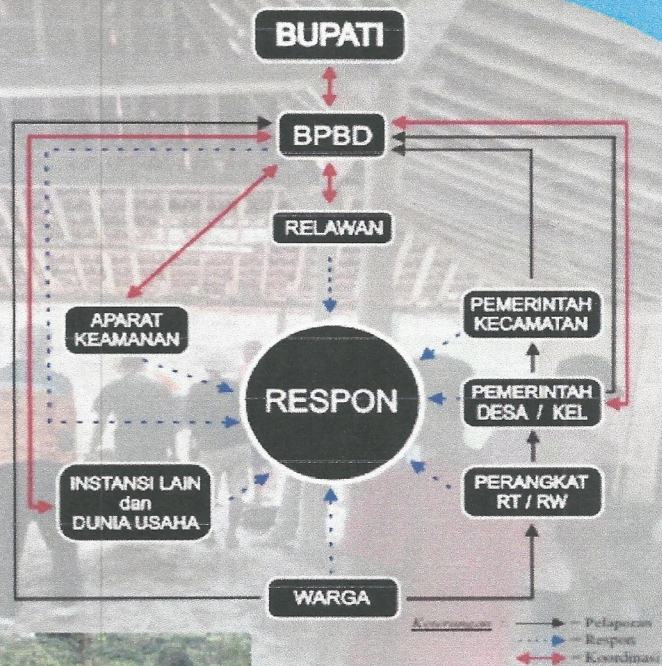 BUPATI
BPBD
RELAWAN
APARAT
KEAMANAN
PEMERINTAH
KECAMATAN
RESPON
PEMERINTAH
DESA / KEL
INSTANSI LAIN
dan
DUNIA USAHA
PERANGKAT
RT / RW
WARGA
Keterangan :
= Pelaporan
= Respon
= Koordinasi